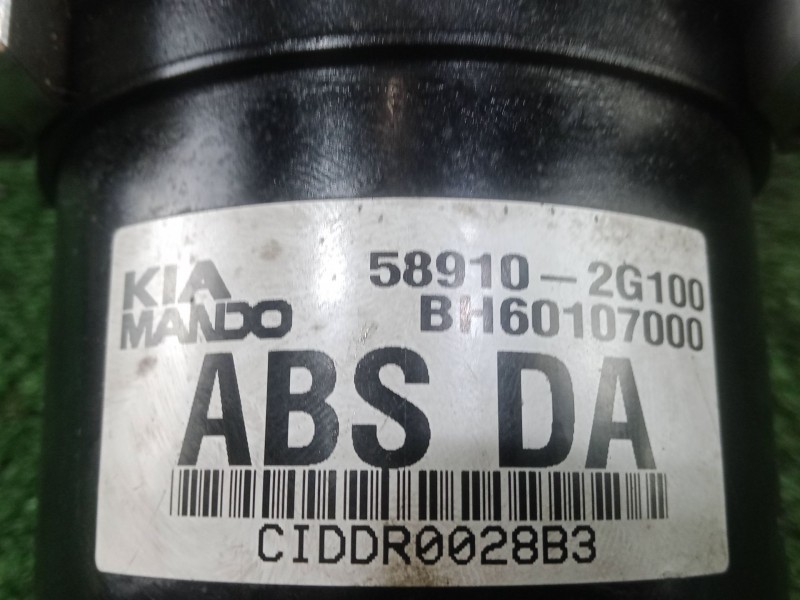 KIA 58910-2G100
MANDO BH60107000
ABS DA
CIDDR0028B3